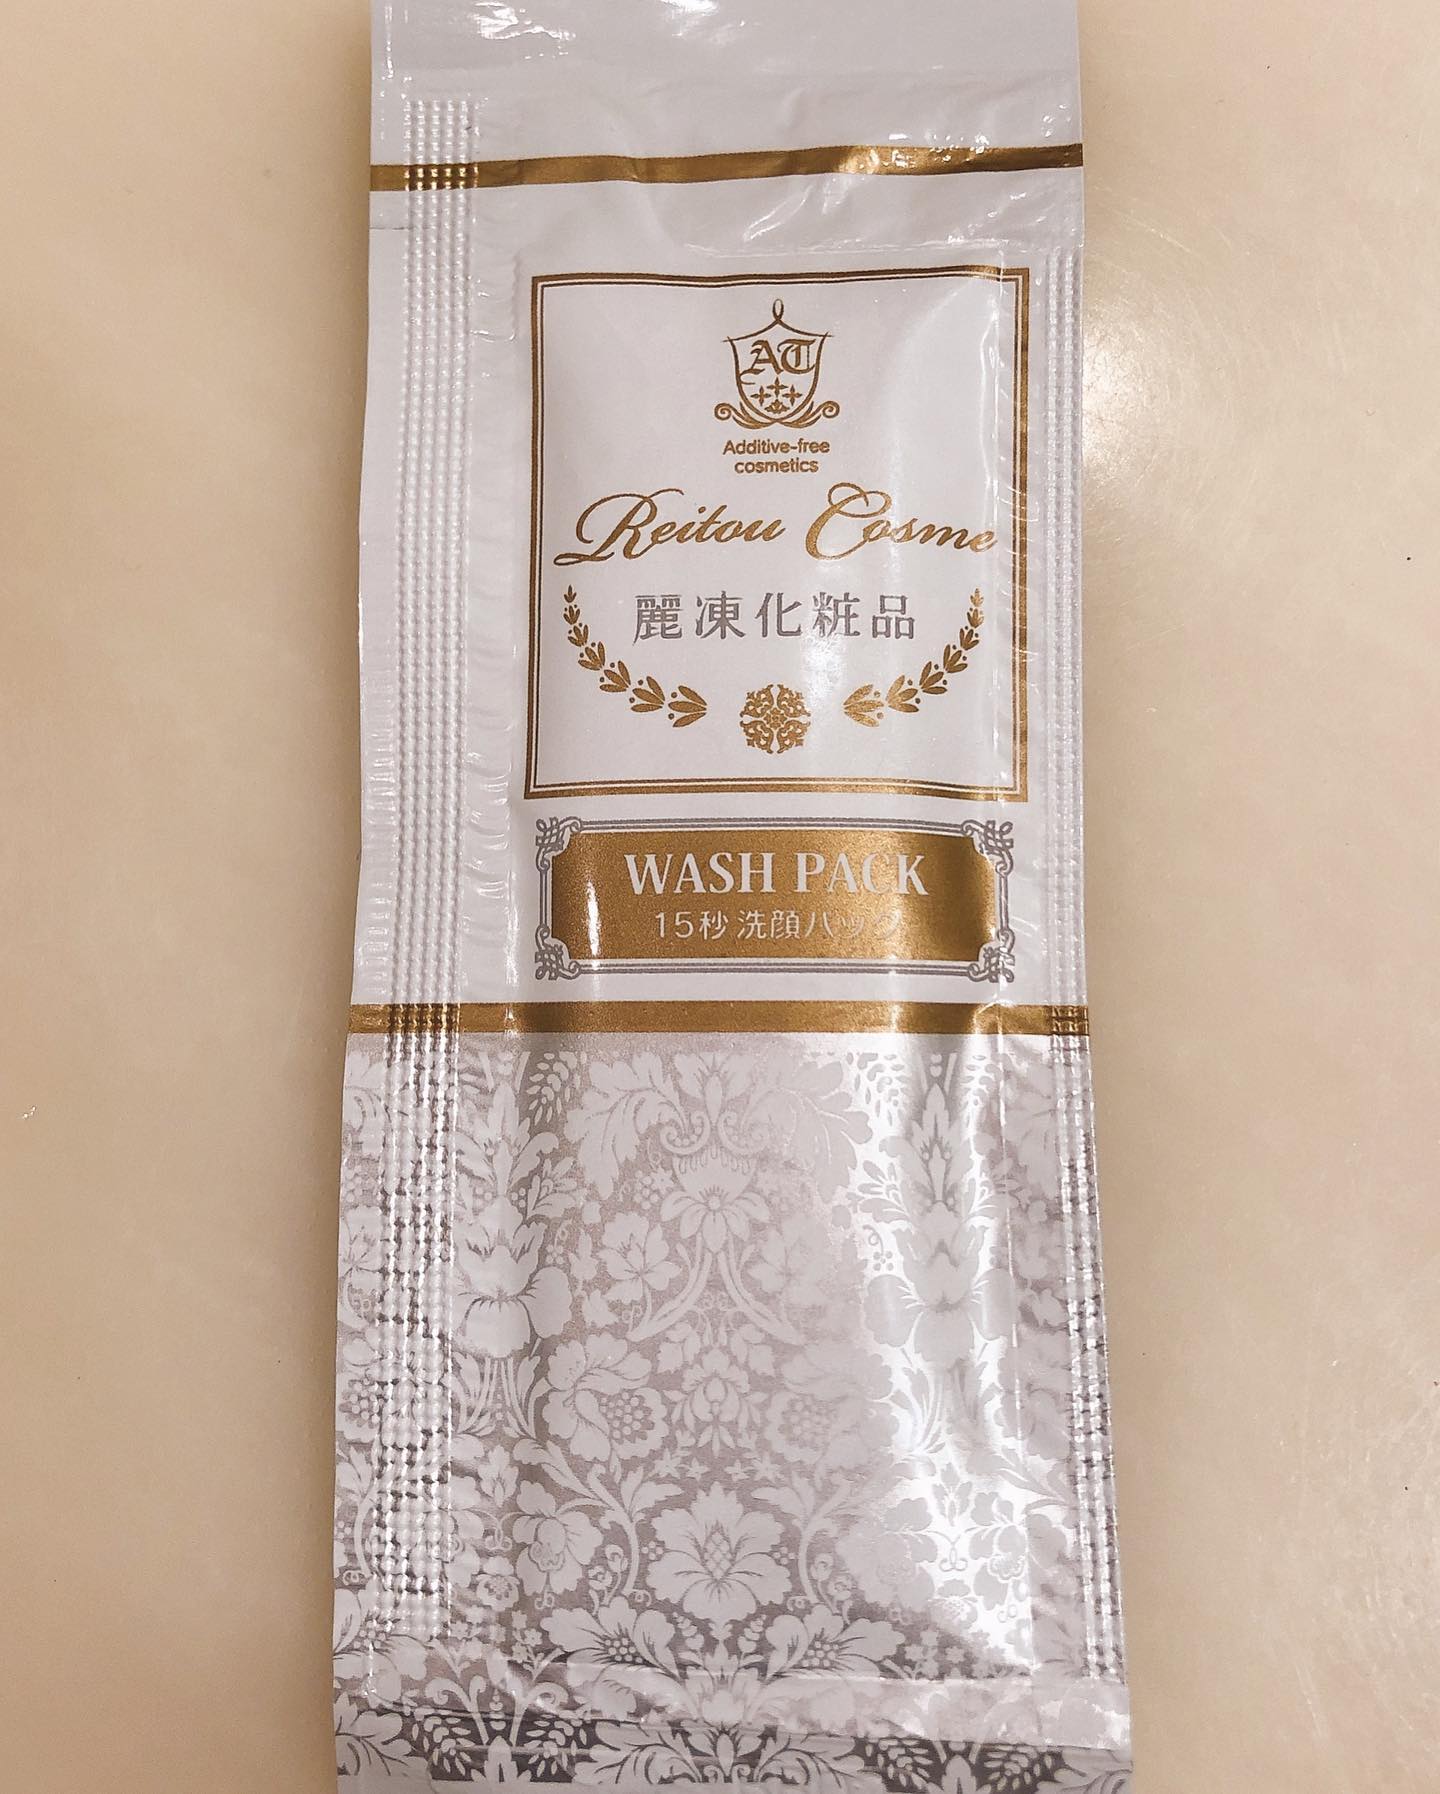 AT
Additive-free
cosmetics
Reitou Cosme
麗凍化粧品
WASH PACK
15秒 洗顔パック